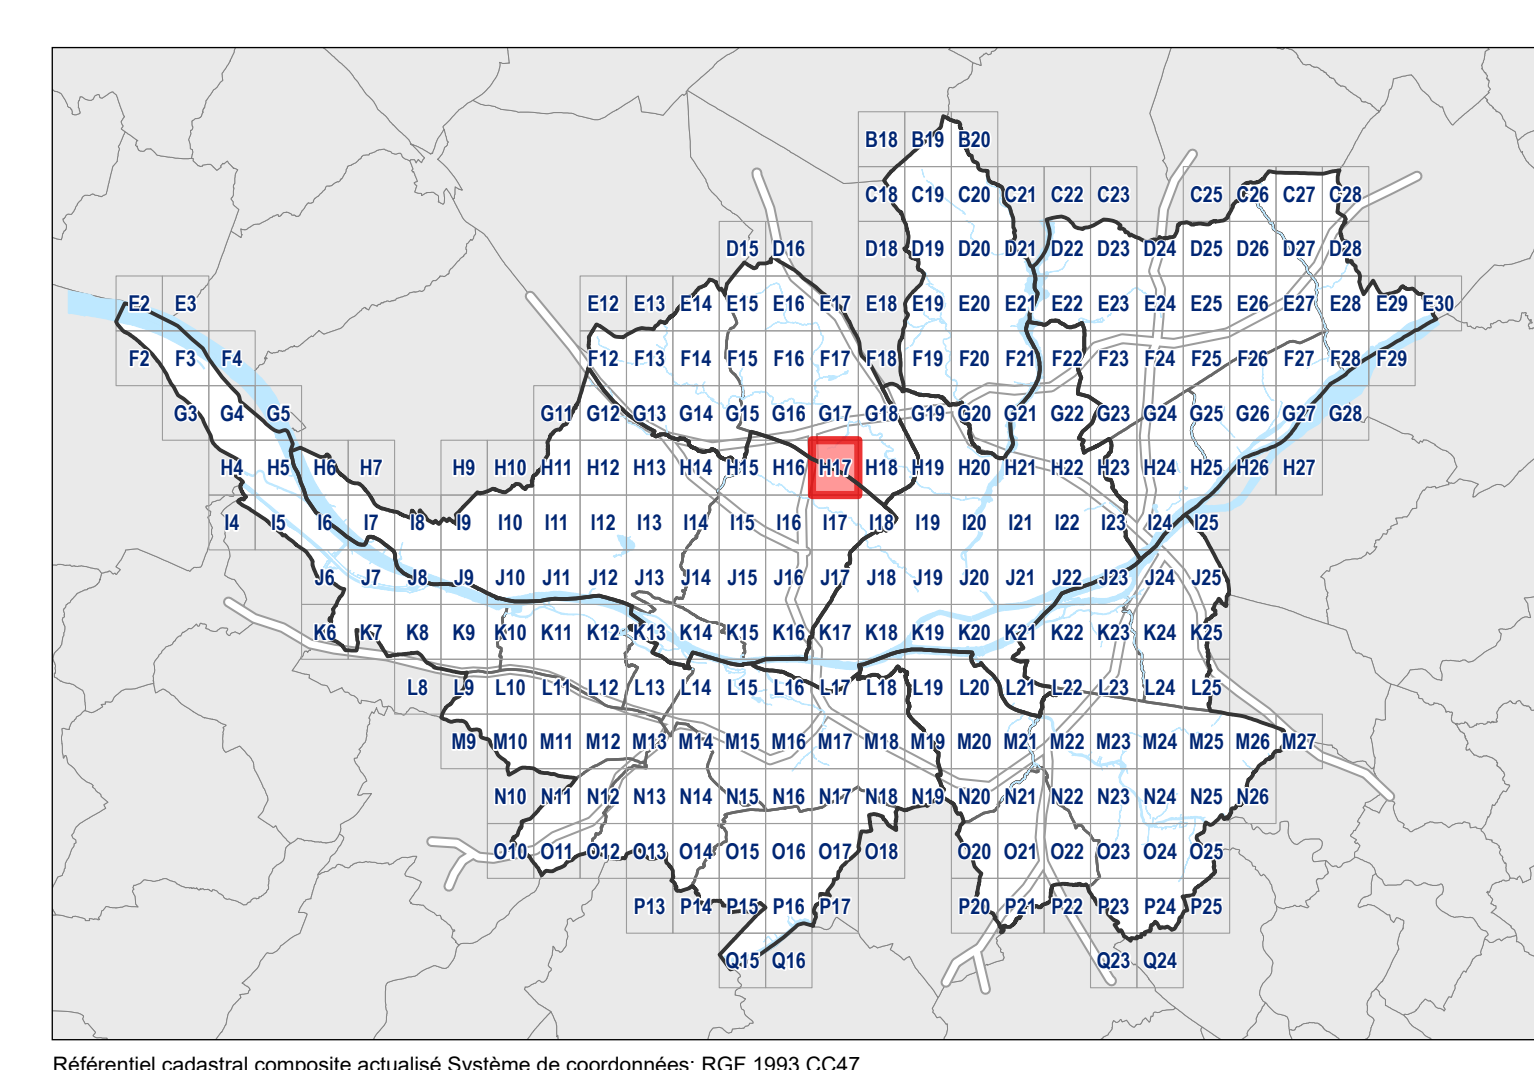 B18 B19 B20
C18 C19 C20 C21 C22 C23 C25 C26 C27 C28
D15 D16 D18 D19 D20 D21 D22 D23 D24 D25 D26 D27 D28
E2 E3 E12 E13 E14 E15 E16 E17 E18 E19 E20 E21 E22 E23 E24 E25 E26 E27 E28 E29 E30
F2 F3 F4 F12 F13 F14 F15 F16 F17 F18 F19 F20 F21 F22 F23 F24 F25 F26 F27 F28 F29
G3 G4 G5 G11 G12 G13 G14 G15 G16 G17 G18 G19 G20 G21 G22 G23 G24 G25 G26 G27 G28
H4 H5 H6 H7 H9 H10 H11 H12 H13 H14 H15 H16 H17 H18 H19 H20 H21 H22 H23 H24 H25 H26 H27
I4 I5 I6 I7 I8 I9 I10 I11 I12 I13 I14 I15 I16 I17 I18 I19 I20 I21 I22 I23 I24 I25
J6 J7 J8 J9 J10 J11 J12 J13 J14 J15 J16 J17 J18 J19 J20 J21 J22 J23 J24 J25
K6 K7 K8 K9 K10 K11 K12 K13 K14 K15 K16 K17 K18 K19 K20 K21 K22 K23 K24 K25
L8 L9 L10 L11 L12 L13 L14 L15 L16 L17 L18 L19 L20 L21 L22 L23 L24 L25
M9 M10 M11 M12 M13 M14 M15 M16 M17 M18 M19 M20 M21 M22 M23 M24 M25 M26 M27
N10 N11 N12 N13 N14 N15 N16 N17 N18 N19 N20 N21 N22 N23 N24 N25 N26
O10 O11 O12 O13 O14 O15 O16 O17 O18 O20 O21 O22 O23 O24 O25
P13 P14 P15 P16 P17 P20 P21 P22 P23 P24 P25
Q15 Q16 Q23 Q24
Référentiel cadastral composite actualisé Système de coordonnées: RGF 1993 CC47